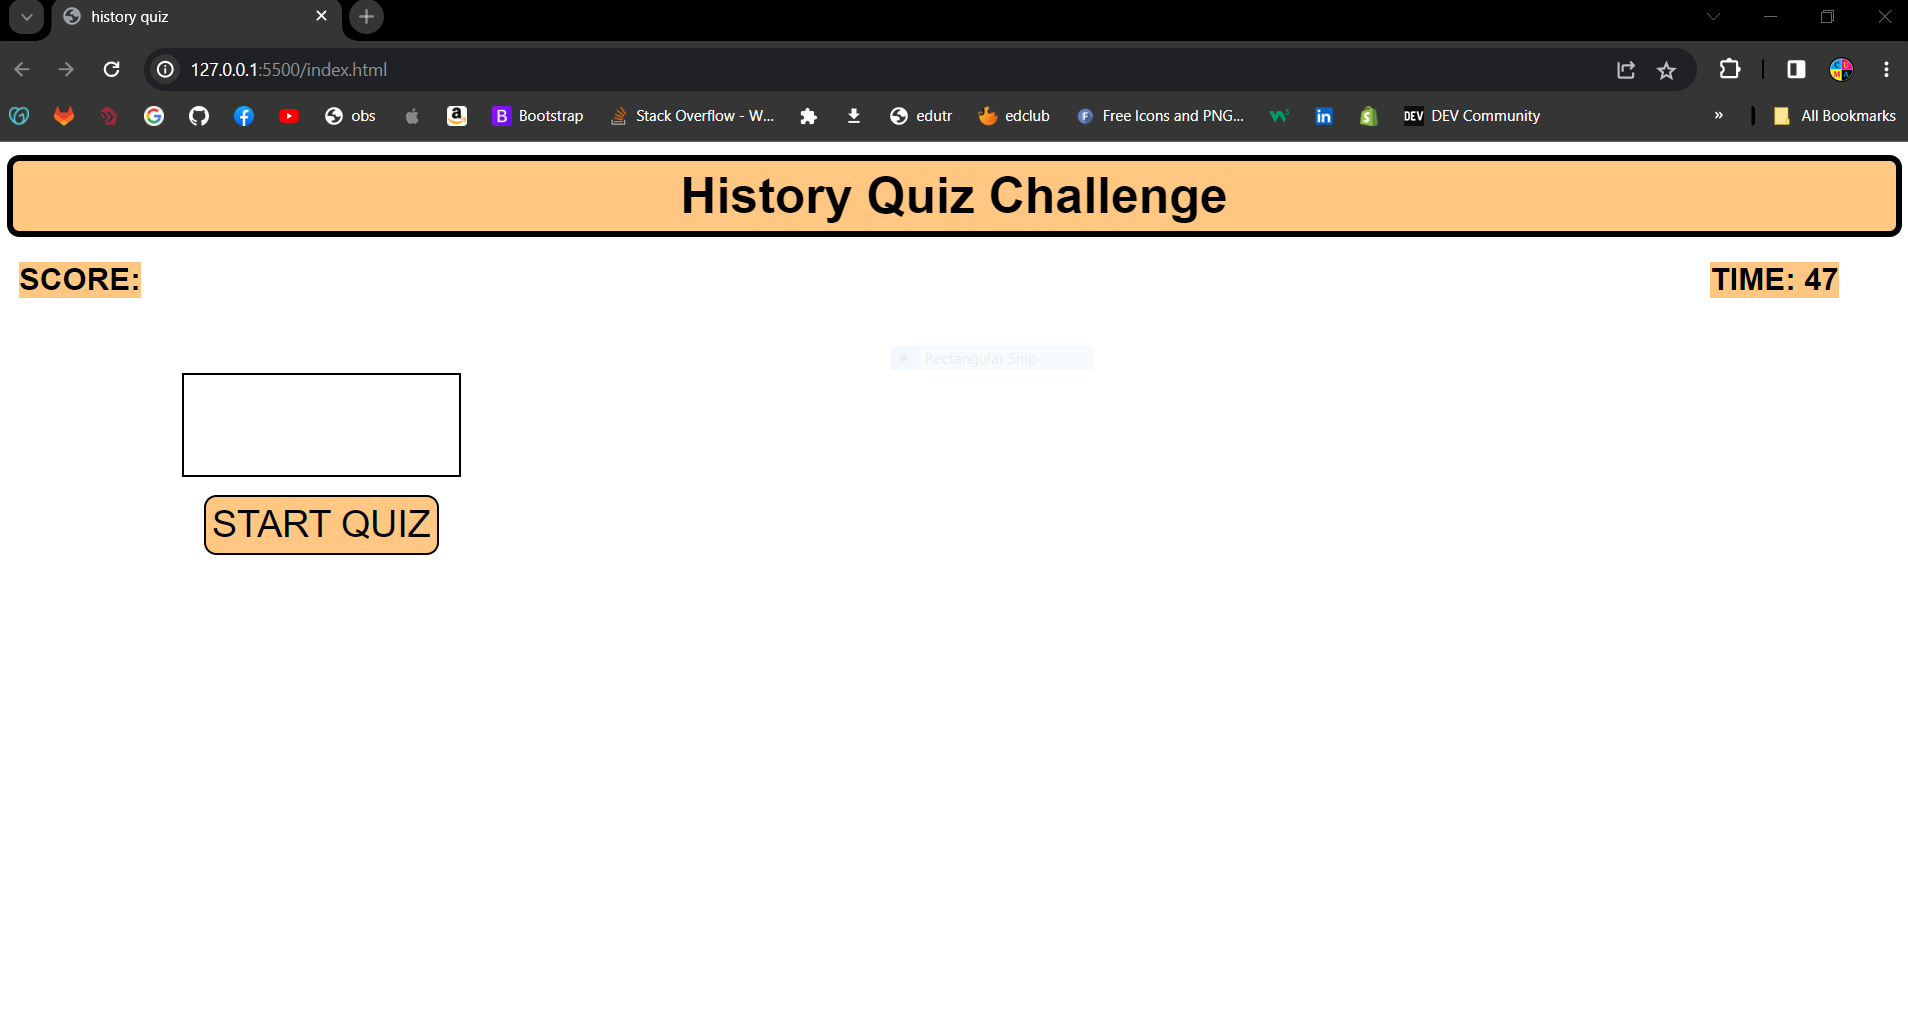 history quiz
127.0.0.1:5500/index.html
obs
Bootstrap
Stack Overflow - W...
edutr
edclub
Free Icons and PNG...
DEV Community
»
All Bookmarks
History Quiz Challenge
SCORE:
TIME: 47
Rectangular Snip
START QUIZ